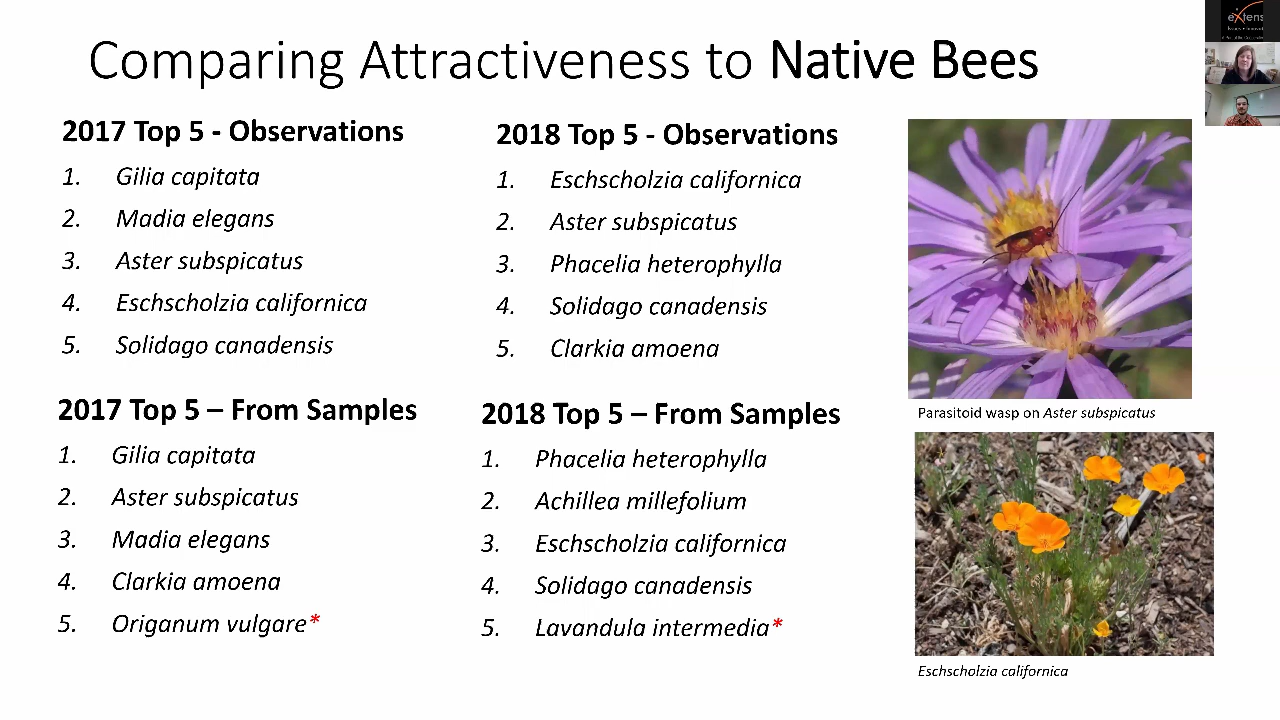 Comparing Attractiveness to Native Bees
2017 Top 5 - Observations
1. Gilia capitata
2. Madia elegans
3. Aster subspicatus
4. Eschscholzia californica
5. Solidago canadensis
2018 Top 5 - Observations
1. Eschscholzia californica
2. Aster subspicatus
3. Phacelia heterophylla
4. Solidago canadensis
5. Clarkia amoena
2017 Top 5 – From Samples
1. Gilia capitata
2. Aster subspicatus
3. Madia elegans
4. Clarkia amoena
5. Origanum vulgare*
2018 Top 5 – From Samples
1. Phacelia heterophylla
2. Achillea millefolium
3. Eschscholzia californica
4. Solidago canadensis
5. Lavandula intermedia*
Parasitoid wasp on Aster subspicatus
Eschscholzia californica
eXtens